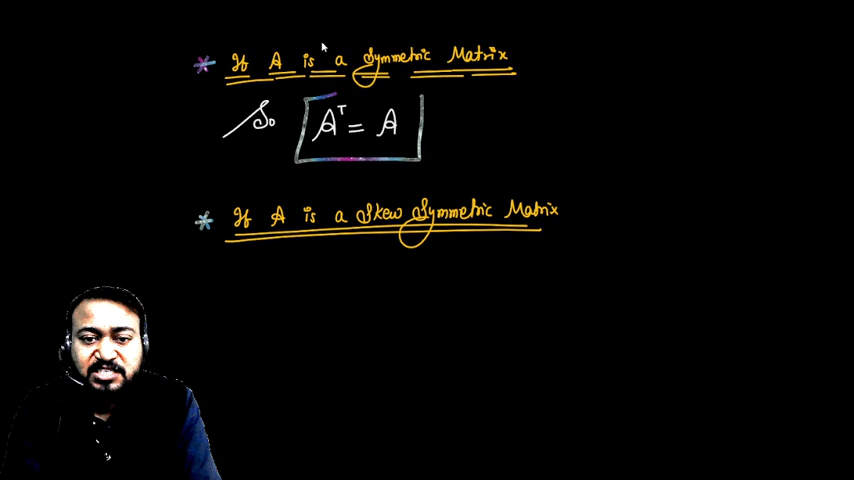 * If A is a Symmetric Matrix
So Aᵀ = A
* If A is a Skew Symmetric Matrix